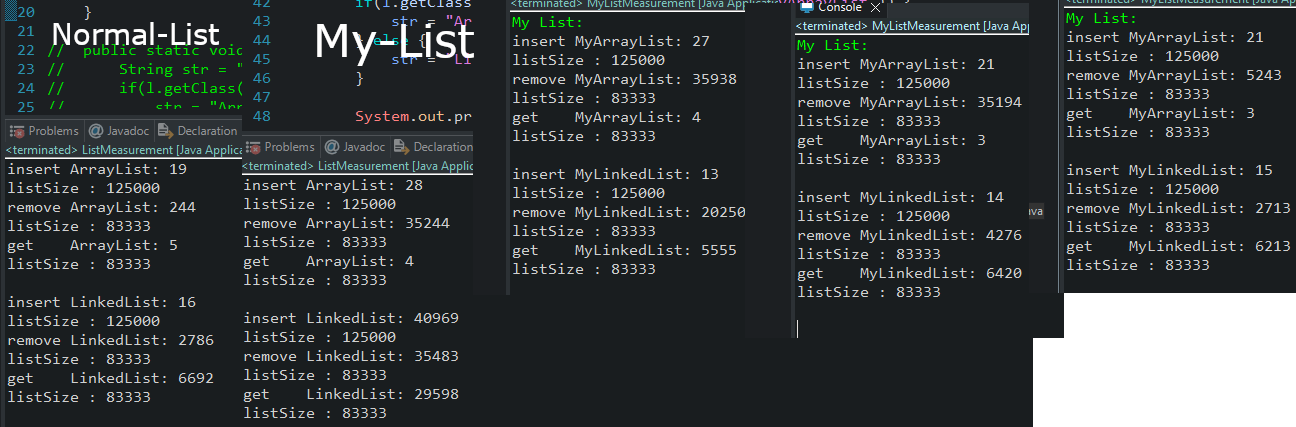 20 }
21
22 // public static void
23 // String str = "
24 // if(l.getClass(
25 // str = "Arr
Normal-List
Problems @ Javadoc Declaration
<terminated> ListMeasurement [Java Applica
insert ArrayList: 19
listSize : 125000
remove ArrayList: 244
listSize : 83333
get ArrayList: 5
listSize : 83333
insert LinkedList: 16
listSize : 125000
remove LinkedList: 2786
listSize : 83333
get LinkedList: 6692
listSize : 83333
42 if(l.getClass
43 str = "Ar
44 else {
45 str = "Li
46 }
47
48 System.out.pr
My-List
Problems @ Javadoc Declaration
<terminated> ListMeasurement [Java Applic
insert ArrayList: 28
listSize : 125000
remove ArrayList: 35244
listSize : 83333
get ArrayList: 4
listSize : 83333
insert LinkedList: 40969
listSize : 125000
remove LinkedList: 35483
listSize : 83333
get LinkedList: 29598
listSize : 83333
<terminated> MyListMeasurement [Java Applicat
My List:
insert MyArrayList: 27
listSize : 125000
remove MyArrayList: 35938
listSize : 83333
get MyArrayList: 4
listSize : 83333
insert MyLinkedList: 13
listSize : 125000
remove MyLinkedList: 20250
listSize : 83333
get MyLinkedList: 5555
listSize : 83333
Console
<terminated> MyListMeasurement [Java Appl
My List:
insert MyArrayList: 21
listSize : 125000
remove MyArrayList: 35194
listSize : 83333
get MyArrayList: 3
listSize : 83333
insert MyLinkedList: 14
listSize : 125000
remove MyLinkedList: 4276
listSize : 83333
get MyLinkedList: 6420
listSize : 83333
ava
<terminated> MyListMeasurement [Java Applicat
My List:
insert MyArrayList: 21
listSize : 125000
remove MyArrayList: 5243
listSize : 83333
get MyArrayList: 3
listSize : 83333
insert MyLinkedList: 15
listSize : 125000
remove MyLinkedList: 2713
listSize : 83333
get MyLinkedList: 6213
listSize : 83333